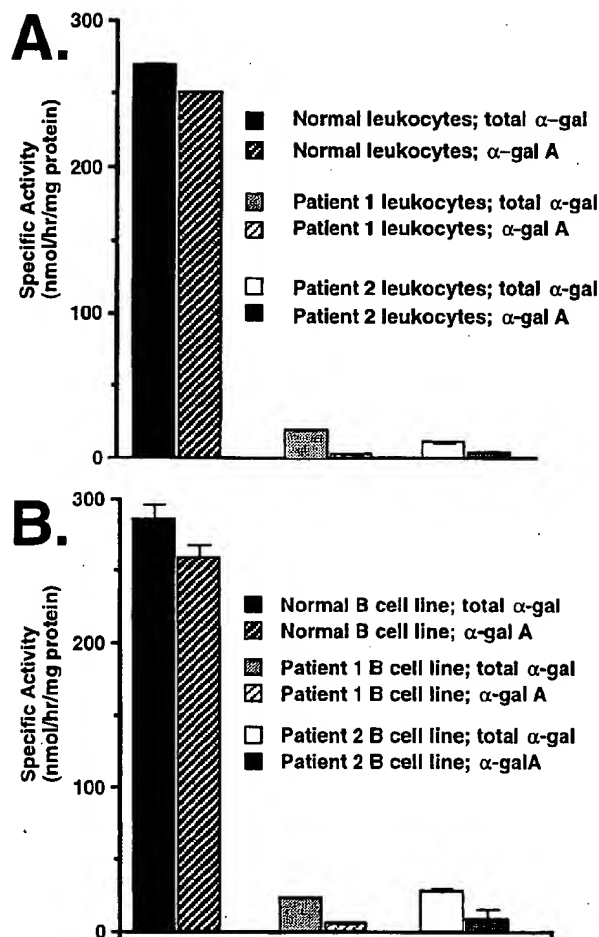 A.
300
200
100
0
Specific Activity
(nmol/hr/mg protein)
Normal leukocytes; total α–gal
Normal leukocytes; α–gal A
Patient 1 leukocytes; total α-gal
Patient 1 leukocytes; α-gal A
Patient 2 leukocytes; total α-gal
Patient 2 leukocytes; α-gal A
B.
300
200
100
0
Specific Activity
(nmol/hr/mg protein)
Normal B cell line; total α-gal
Normal B cell line; α-gal A
Patient 1 B cell line; total α-gal
Patient 1 B cell line; α-gal A
Patient 2 B cell line; total α-gal
Patient 2 B cell line; α-galA